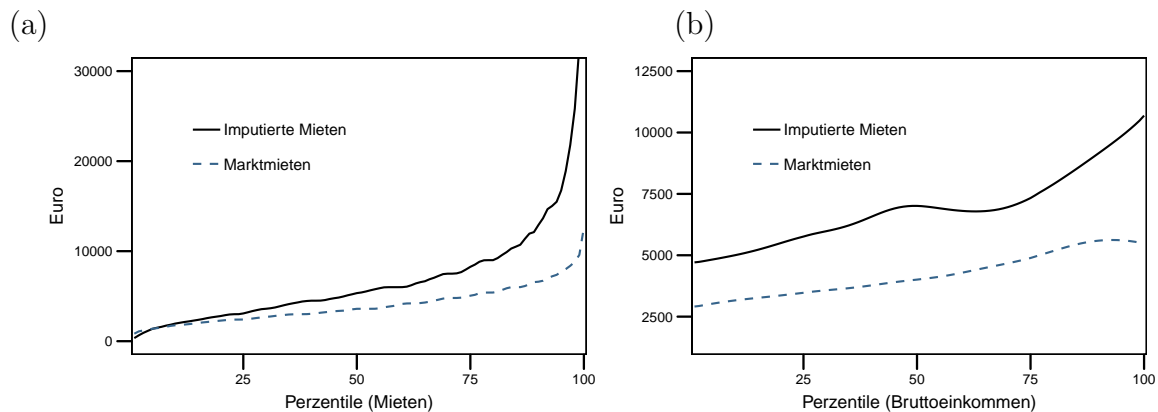 (a)
30000
20000
10000
0
Euro
Imputierte Mieten
Marktmieten
25 50 75 100
Perzentile (Mieten)
(b)
12500
10000
7500
5000
2500
Euro
Imputierte Mieten
Marktmieten
25 50 75 100
Perzentile (Bruttoeinkommen)